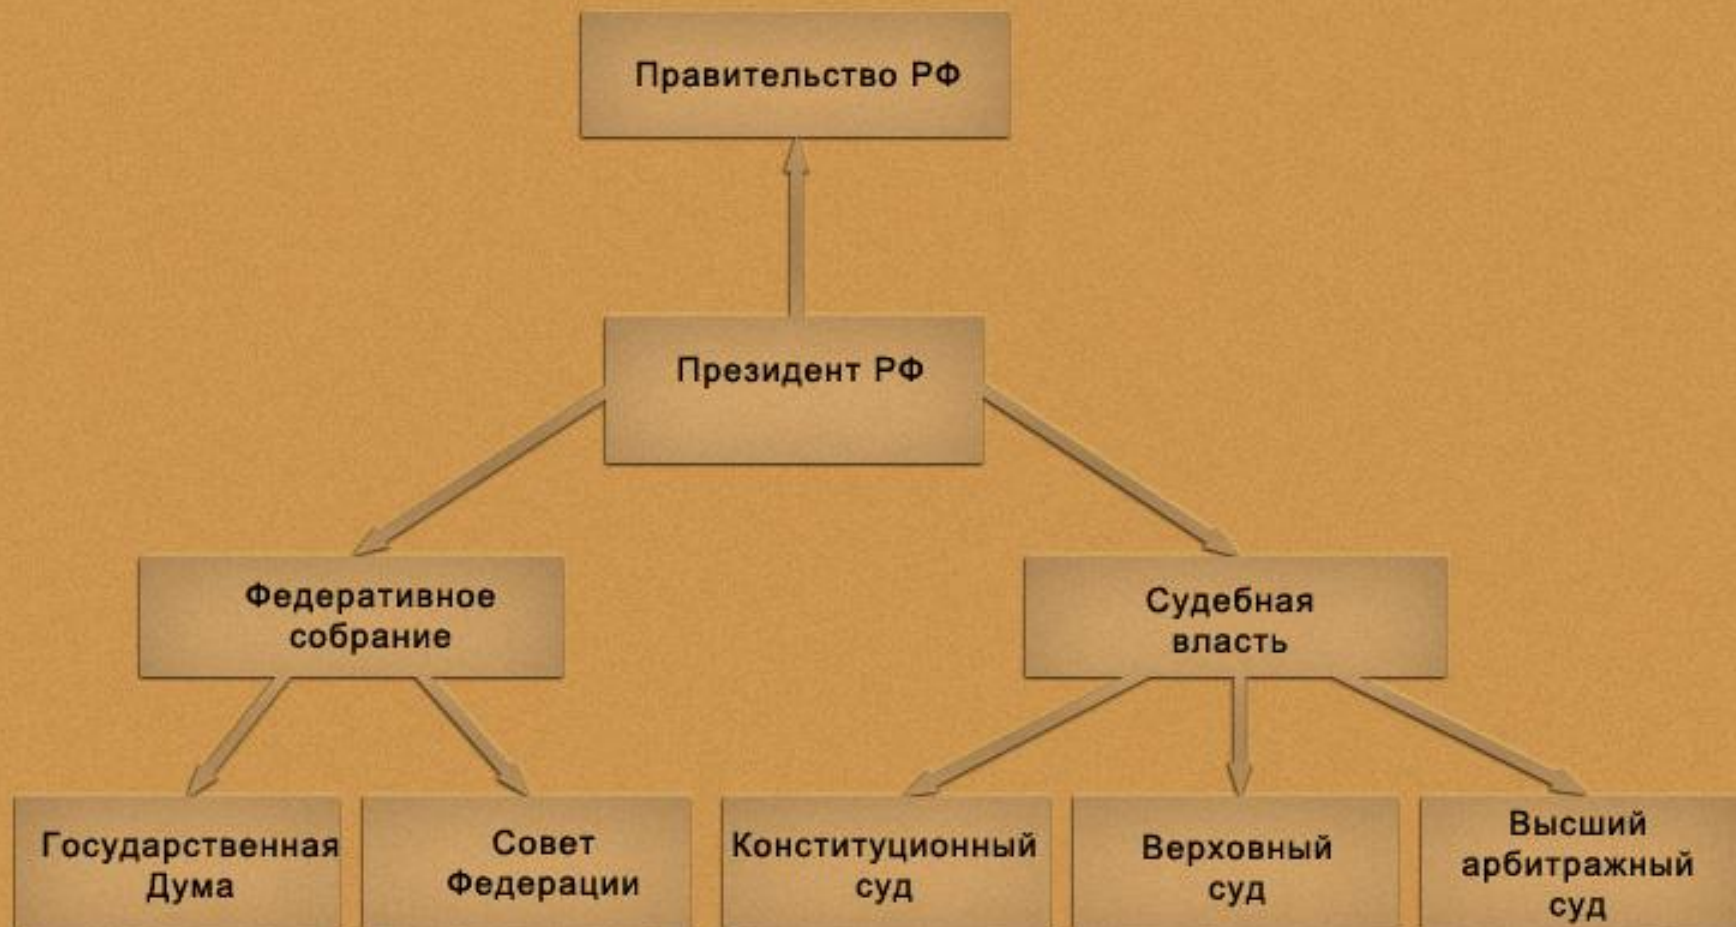 Правительство РФ
Президент РФ
Федеративное
собрание
Судебная
власть
Государственная
Дума
Совет
Федерации
Конституционный
суд
Верховный
суд
Высший
арбитражный
суд